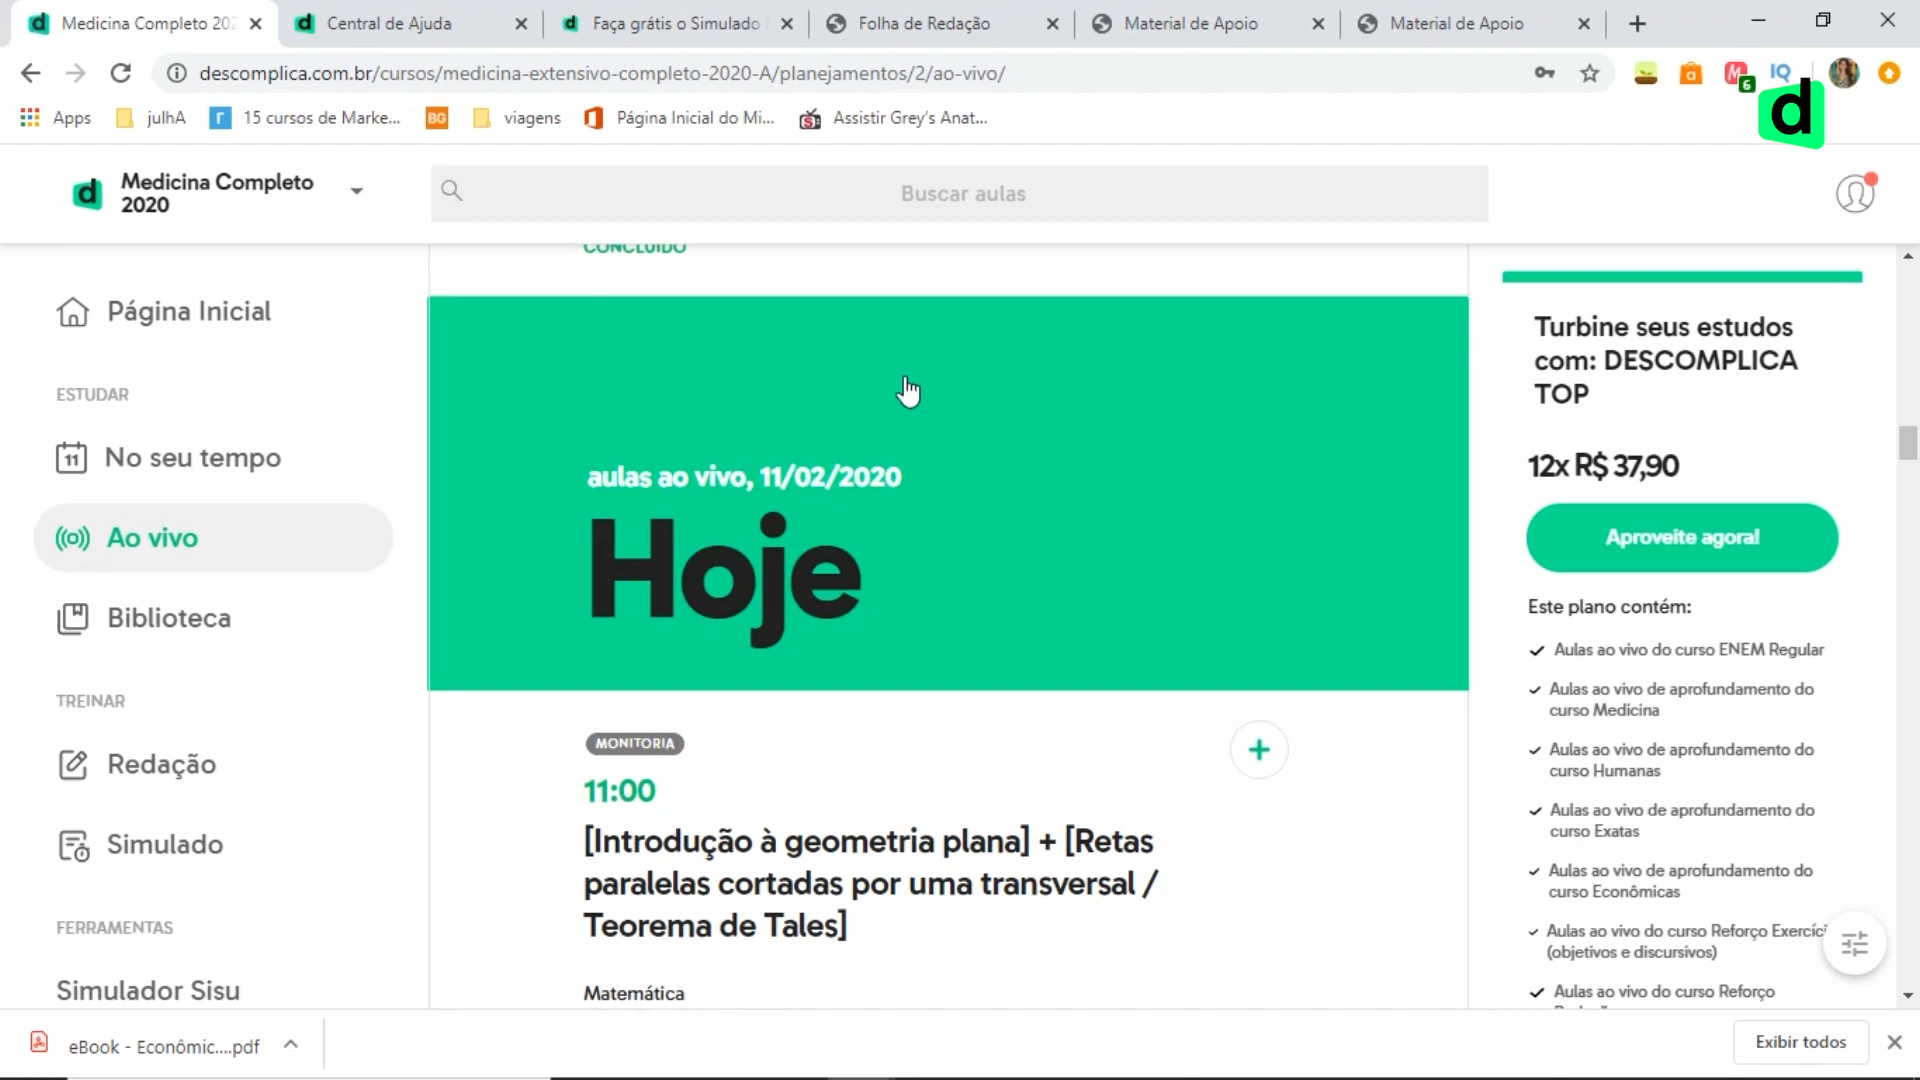 Medicina Completo 202
Central de Ajuda
Faça grátis o Simulado
Folha de Redação
Material de Apoio
Material de Apoio
descomplica.com.br/cursos/medicina-extensivo-completo-2020-A/planejamentos/2/ao-vivo/
6
IQ
d
Apps
julhA
15 cursos de Marke...
BG
viagens
Página Inicial do Mi...
Assistir Grey's Anat...
d
Medicina Completo
2020
Buscar aulas
CONCLUÍDO
Página Inicial
ESTUDAR
11
No seu tempo
Ao vivo
Biblioteca
TREINAR
Redação
Simulado
FERRAMENTAS
Simulador Sisu
aulas ao vivo, 11/02/2020
Hoje
MONITORIA
11:00
[Introdução à geometria plana] + [Retas
paralelas cortadas por uma transversal /
Teorema de Tales]
Matemática
Turbine seus estudos
com: DESCOMPLICA
TOP
12x R$ 37,90
Aproveite agora!
Este plano contém:
Aulas ao vivo do curso ENEM Regular
Aulas ao vivo de aprofundamento do
curso Medicina
Aulas ao vivo de aprofundamento do
curso Humanas
Aulas ao vivo de aprofundamento do
curso Exatas
Aulas ao vivo de aprofundamento do
curso Econômicas
Aulas ao vivo do curso Reforço Exercíci
(objetivos e discursivos)
Aulas ao vivo do curso Reforço
eBook - Econômic....pdf
Exibir todos